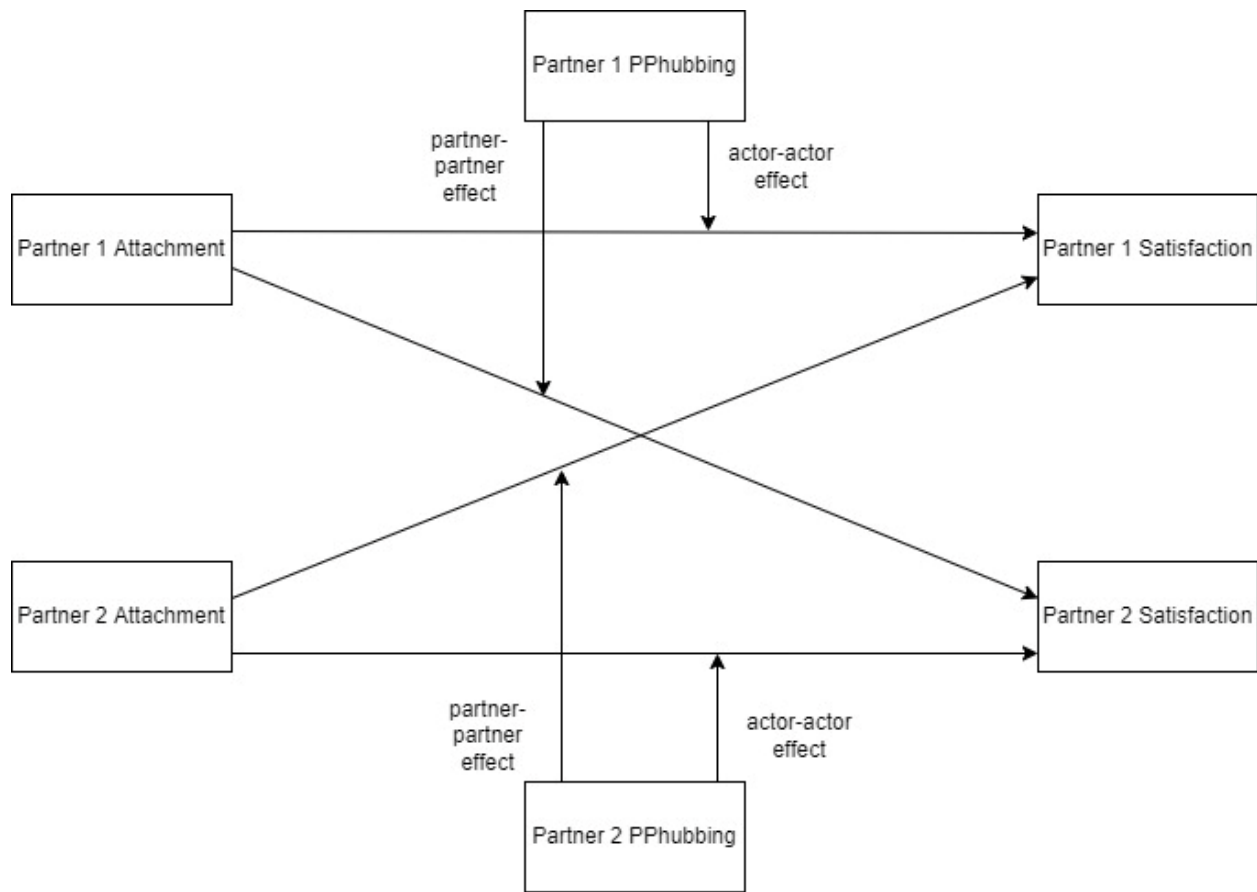 Partner 1 PPhubbing
partner-
partner
effect
actor-actor
effect
Partner 1 Attachment
Partner 1 Satisfaction
Partner 2 Attachment
Partner 2 Satisfaction
partner-
partner
effect
actor-actor
effect
Partner 2 PPhubbing